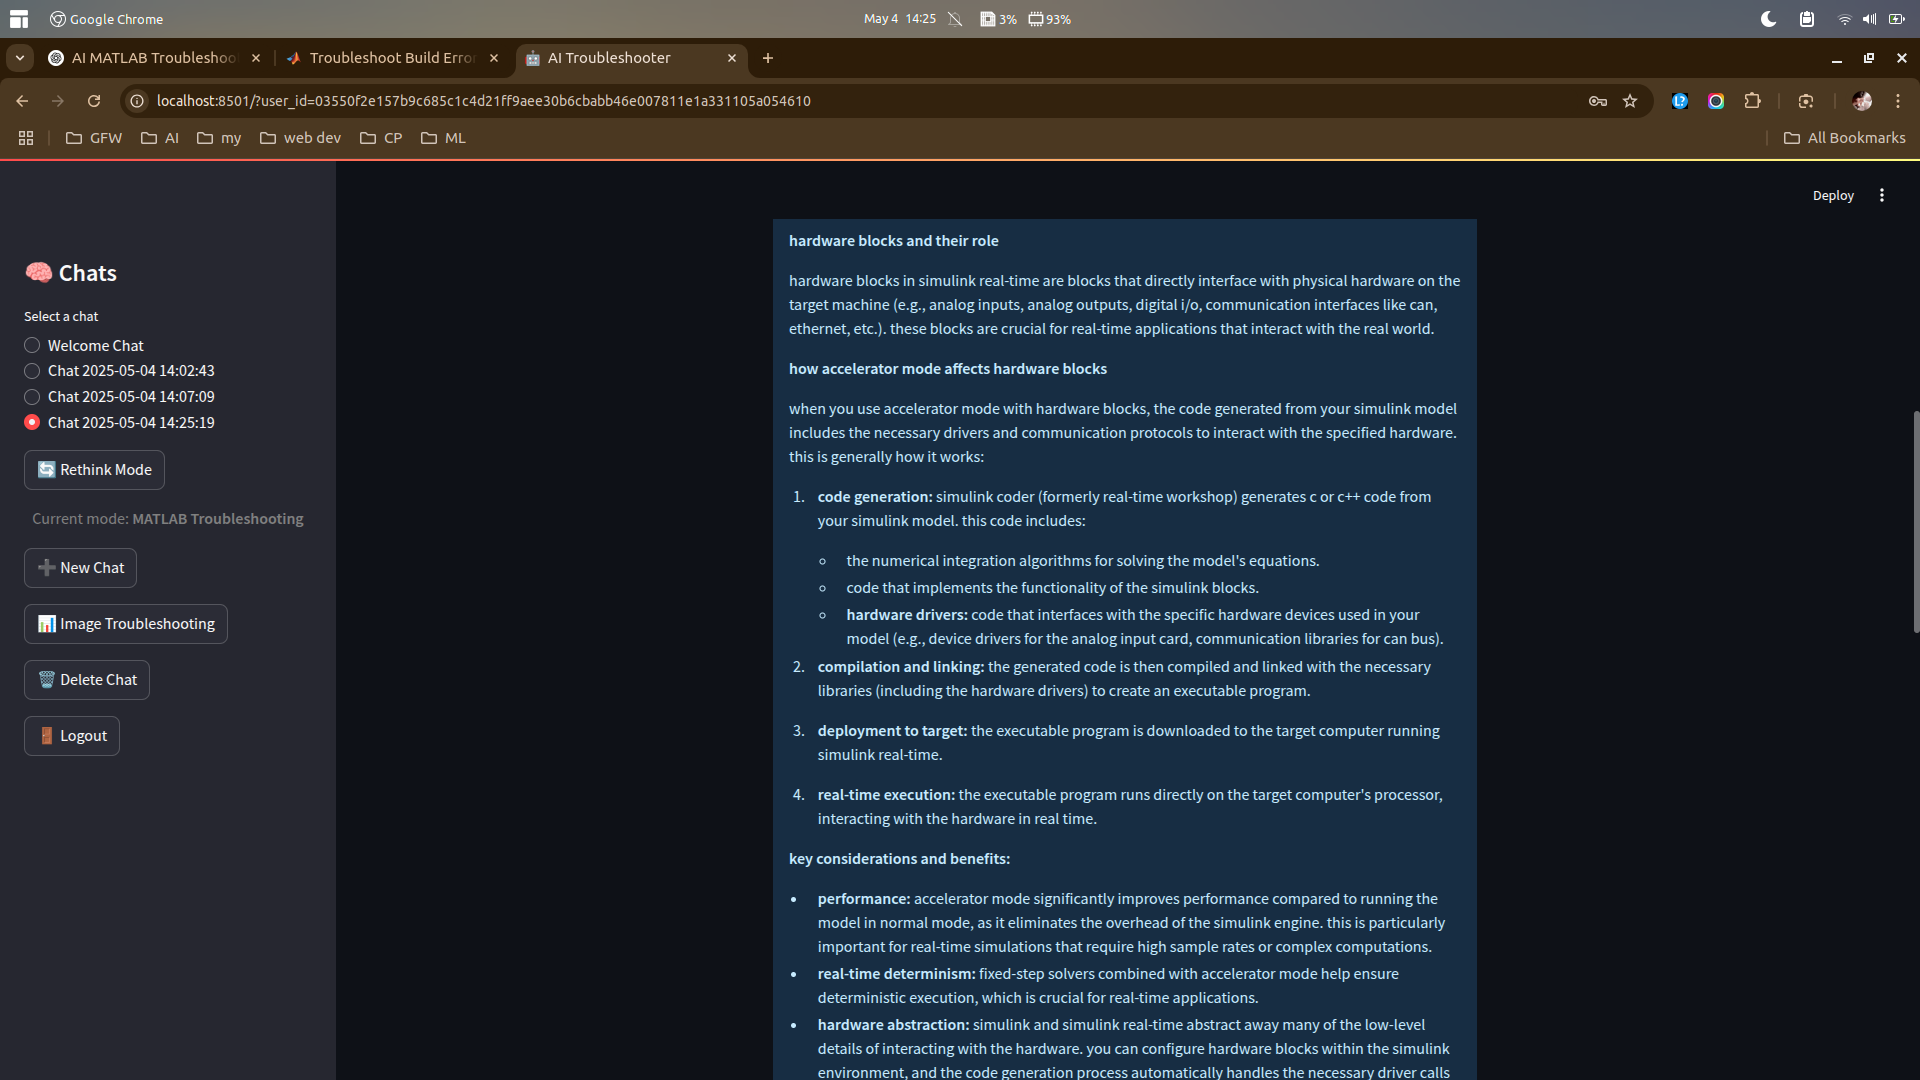 Google Chrome
May 4 14:25
3%
93%
AI MATLAB Troubleshoo
Troubleshoot Build Erro
AI Troubleshooter
localhost:8501/?user_id=03550f2e157b9c685c1c4d21ff9aee30b6cbabb46e007811e1a331105a054610
GFW
AI
my
web dev
CP
ML
All Bookmarks
Deploy
Chats
Select a chat
Welcome Chat
Chat 2025-05-04 14:02:43
Chat 2025-05-04 14:07:09
Chat 2025-05-04 14:25:19
Rethink Mode
Current mode: MATLAB Troubleshooting
New Chat
Image Troubleshooting
Delete Chat
Logout
hardware blocks and their role
hardware blocks in simulink real-time are blocks that directly interface with physical hardware on the
target machine (e.g., analog inputs, analog outputs, digital i/o, communication interfaces like can,
ethernet, etc.). these blocks are crucial for real-time applications that interact with the real world.
how accelerator mode affects hardware blocks
when you use accelerator mode with hardware blocks, the code generated from your simulink model
includes the necessary drivers and communication protocols to interact with the specified hardware.
this is generally how it works:
1. code generation: simulink coder (formerly real-time workshop) generates c or c++ code from
your simulink model. this code includes:
the numerical integration algorithms for solving the model's equations.
code that implements the functionality of the simulink blocks.
hardware drivers: code that interfaces with the specific hardware devices used in your
model (e.g., device drivers for the analog input card, communication libraries for can bus).
2. compilation and linking: the generated code is then compiled and linked with the necessary
libraries (including the hardware drivers) to create an executable program.
3. deployment to target: the executable program is downloaded to the target computer running
simulink real-time.
4. real-time execution: the executable program runs directly on the target computer's processor,
interacting with the hardware in real time.
key considerations and benefits:
performance: accelerator mode significantly improves performance compared to running the
model in normal mode, as it eliminates the overhead of the simulink engine. this is particularly
important for real-time simulations that require high sample rates or complex computations.
real-time determinism: fixed-step solvers combined with accelerator mode help ensure
deterministic execution, which is crucial for real-time applications.
hardware abstraction: simulink and simulink real-time abstract away many of the low-level
details of interacting with the hardware. you can configure hardware blocks within the simulink
environment, and the code generation process automatically handles the necessary driver calls